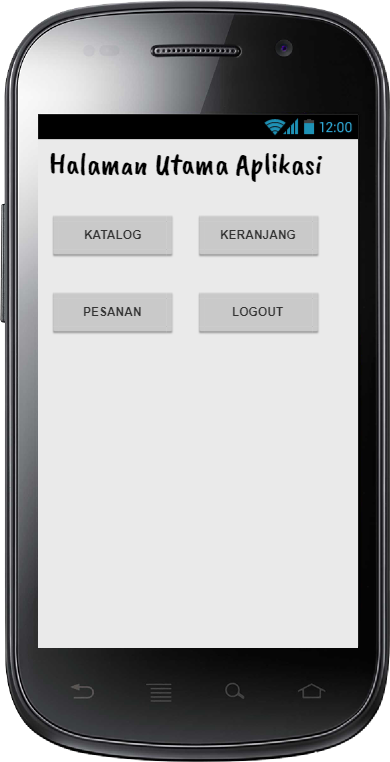 12:00
Halaman Utama Aplikasi
KATALOG KERANJANG
PESANAN LOGOUT